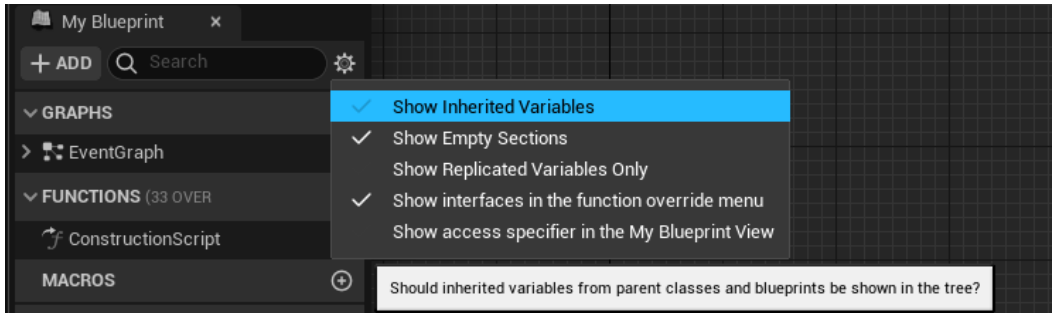 My Blueprint
+ ADD
Search
GRAPHS
EventGraph
FUNCTIONS (33 OVER
ConstructionScript
MACROS
Show Inherited Variables
Show Empty Sections
Show Replicated Variables Only
Show interfaces in the function override menu
Show access specifier in the My Blueprint View
Should inherited variables from parent classes and blueprints be shown in the tree?